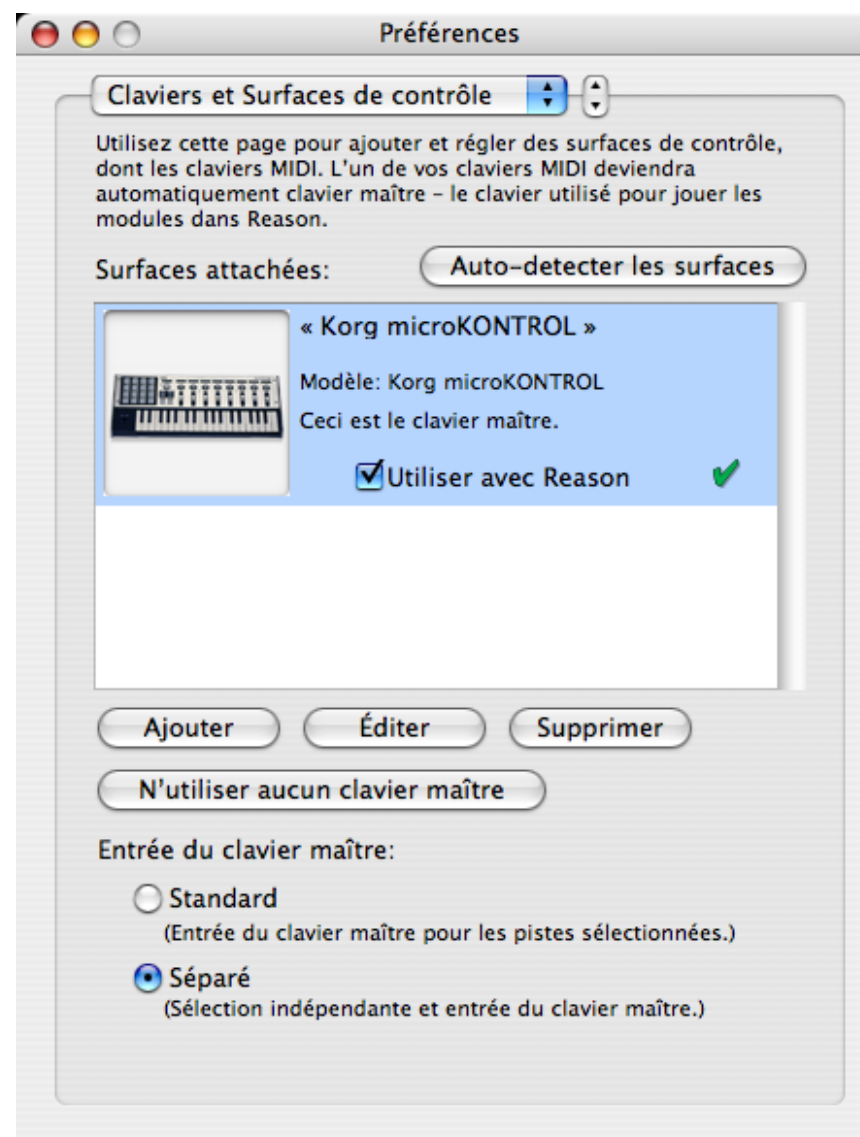 Préférences
Claviers et Surfaces de contrôle
Utilisez cette page pour ajouter et régler des surfaces de contrôle,
dont les claviers MIDI. L'un de vos claviers MIDI deviendra
automatiquement clavier maître – le clavier utilisé pour jouer les
modules dans Reason.
Surfaces attachées:
Auto-detecter les surfaces
« Korg microKONTROL »
Modèle: Korg microKONTROL
Ceci est le clavier maître.
Utiliser avec Reason
Ajouter
Éditer
Supprimer
N'utiliser aucun clavier maître
Entrée du clavier maître:
Standard
(Entrée du clavier maître pour les pistes sélectionnées.)
Séparé
(Sélection indépendante et entrée du clavier maître.)